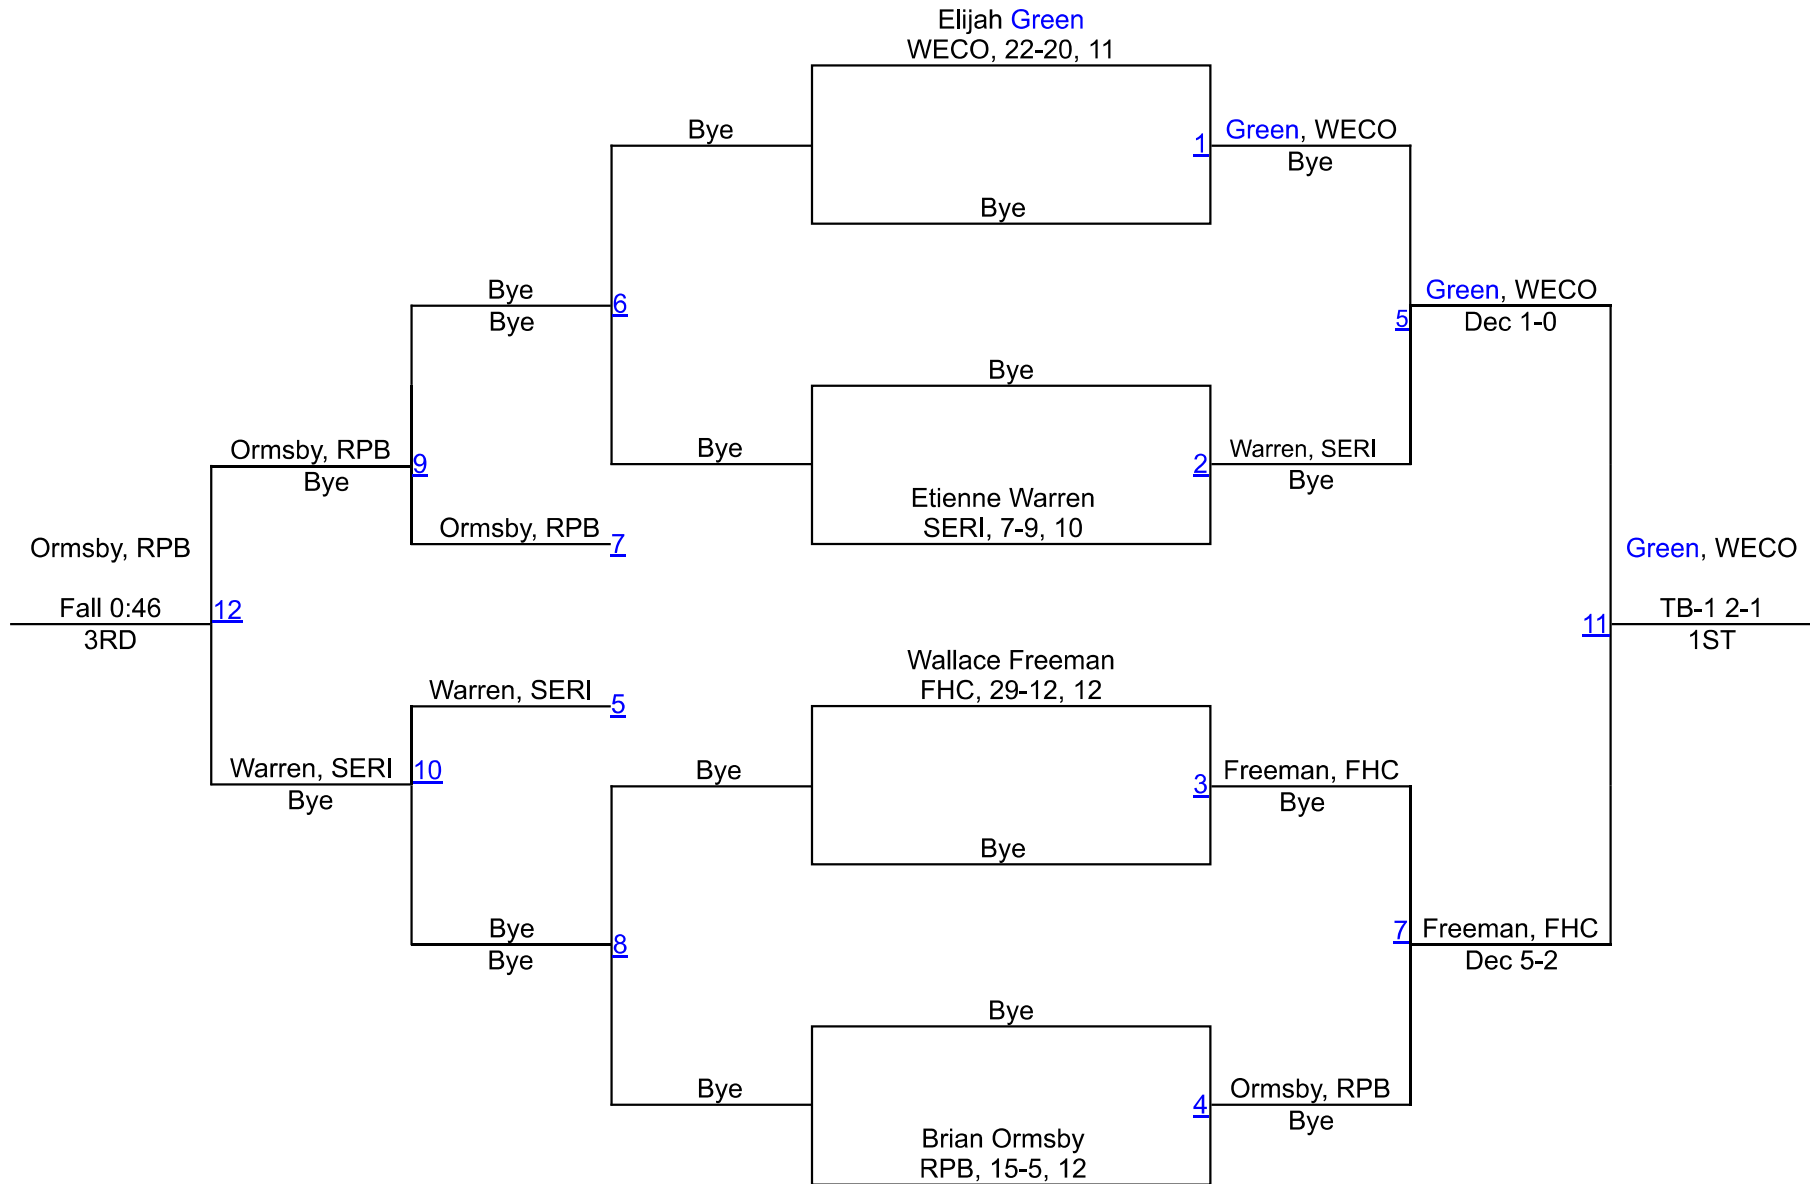 Elijah Green
WECO, 22-20, 11
Bye
1
Green, WECO
Bye
Bye
Bye
Bye
6
5
Green, WECO
Dec 1-0
Bye
Ormsby, RPB
Bye
9
Bye
2
Warren, SERI
Bye
Etienne Warren
SERI, 7-9, 10
Ormsby, RPB
7
Ormsby, RPB
Fall 0:46
3RD
12
Green, WECO
TB-1 2-1
1ST
11
Wallace Freeman
FHC, 29-12, 12
Warren, SERI
5
Warren, SERI
Bye
10
Bye
3
Freeman, FHC
Bye
Bye
Bye
Bye
8
7
Freeman, FHC
Dec 5-2
Bye
Bye
4
Ormsby, RPB
Bye
Brian Ormsby
RPB, 15-5, 12